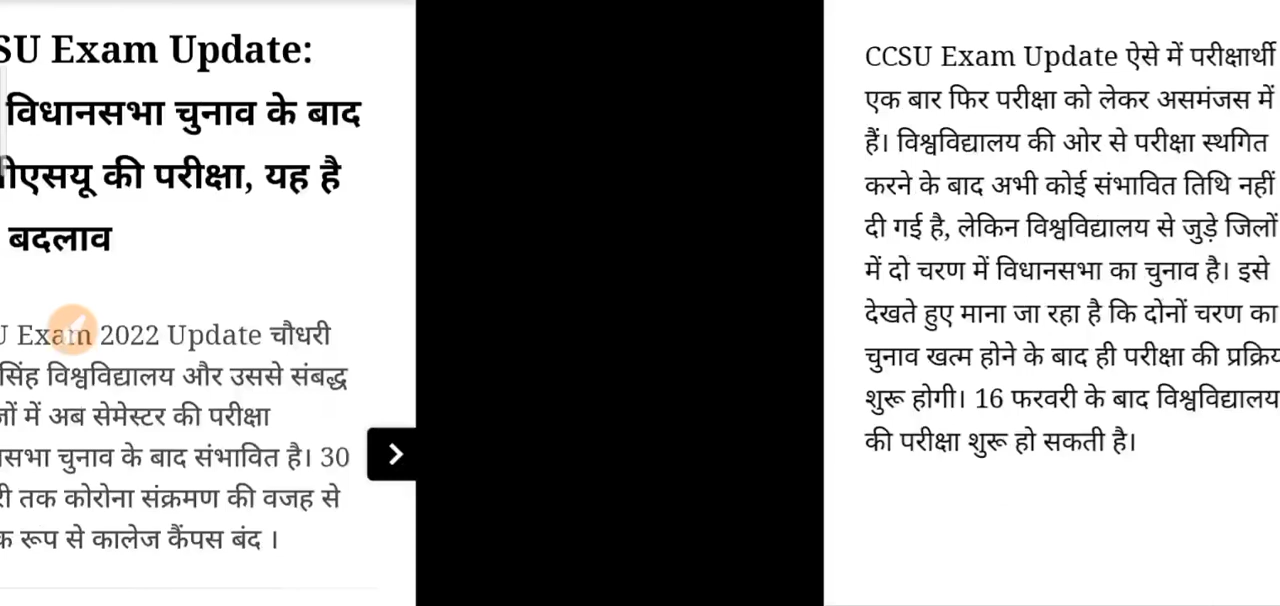 SU Exam Update:
विधानसभा चुनाव के बाद
की परीक्षा, यह है
बदलाव
Exam 2022 Update चौधरी
सिंह विश्वविद्यालय और उससे संबद्ध
में अब सेमेस्टर की परीक्षा
चुनाव के बाद संभावित है। 30
तक कोरोना संक्रमण की वजह से
रूप से कालेज कैंपस बंद ।
CCSU Exam Update ऐसे में परीक्षार्थी
एक बार फिर परीक्षा को लेकर असमंजस में
हैं। विश्वविद्यालय की ओर से परीक्षा स्थगित
करने के बाद अभी कोई संभावित तिथि नहीं
दी गई है, लेकिन विश्वविद्यालय से जुड़े जिलों
में दो चरण में विधानसभा का चुनाव है। इसे
देखते हुए माना जा रहा है कि दोनों चरण का
चुनाव खत्म होने के बाद ही परीक्षा की
शुरू होगी। 16 फरवरी के बाद विश्वविद्यालय
की परीक्षा शुरू हो सकती है।